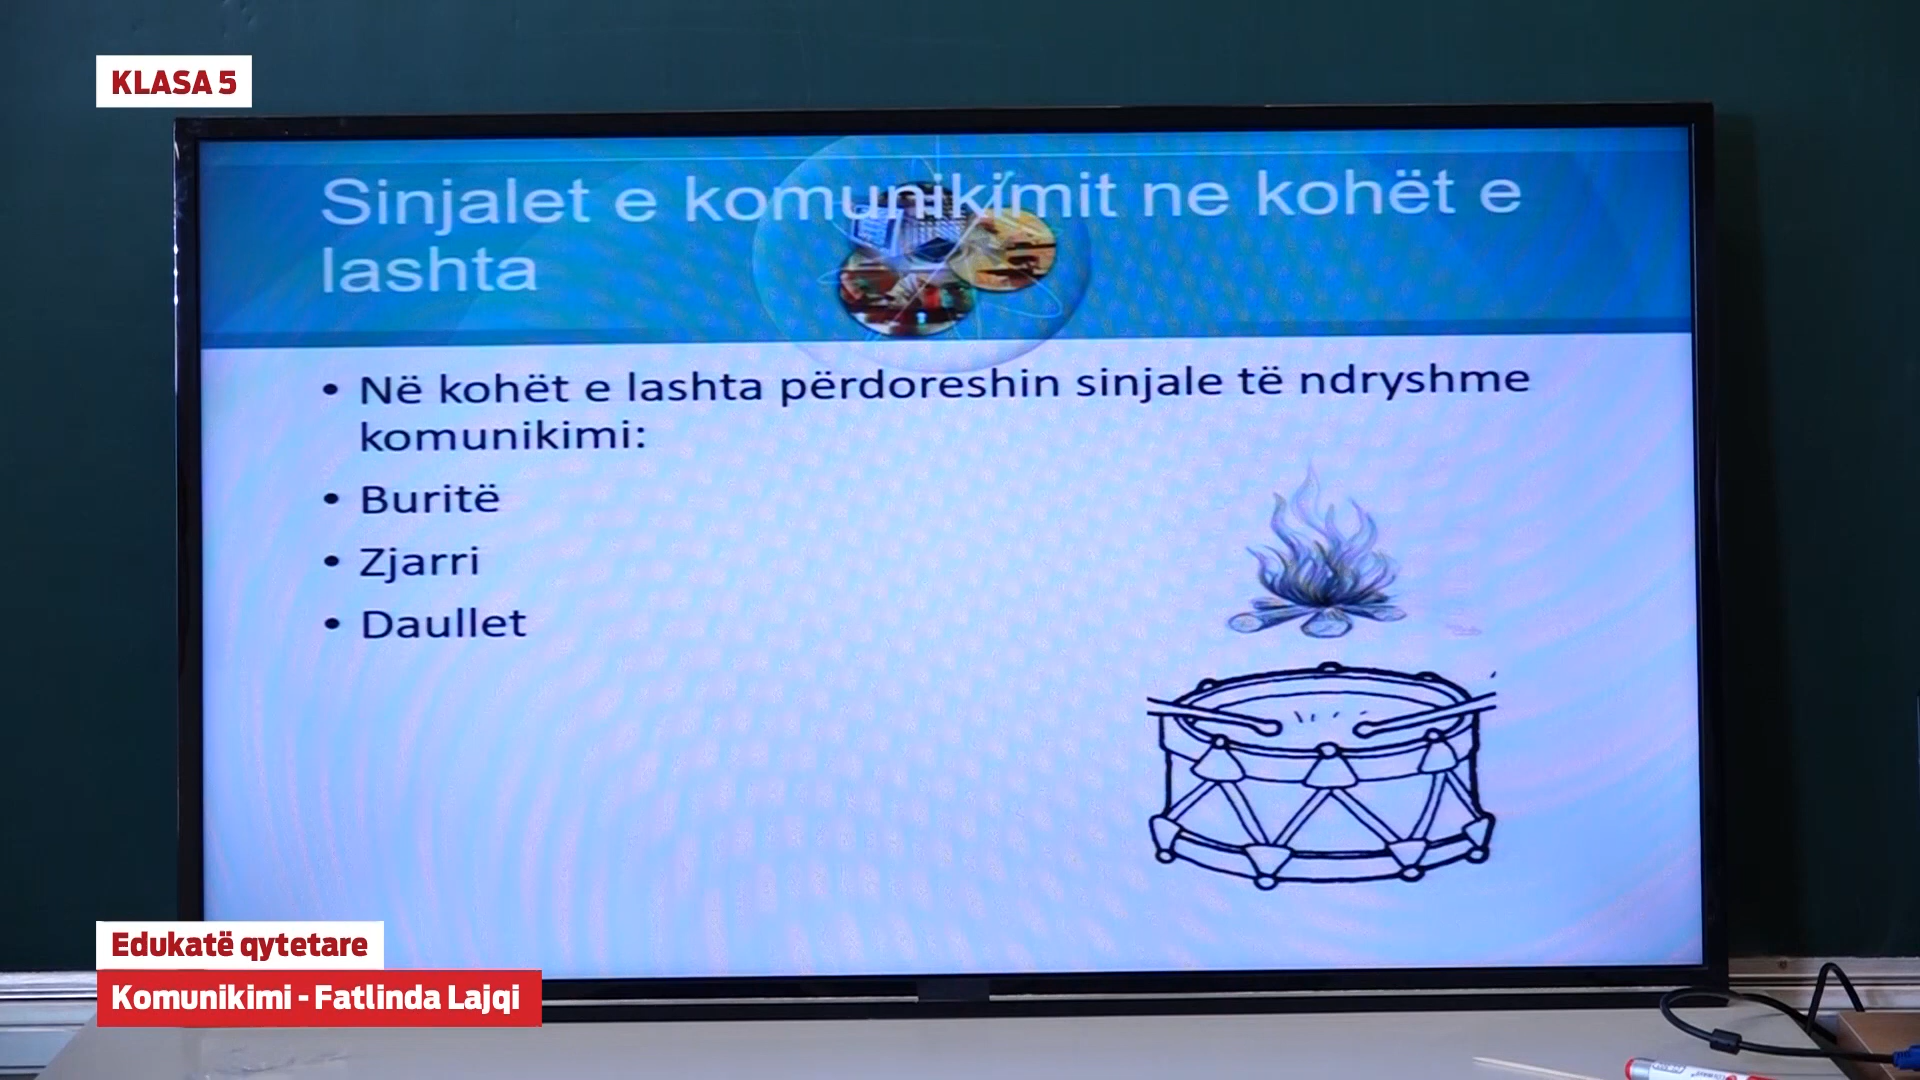 KLASA 5
Sinjalet e komunikimit ne kohët e
lashta
• Në kohët e lashta përdoreshin sinjale të ndryshme
komunikimi:
• Buritë
• Zjarri
• Daullet
Edukatë qytetare
Komunikimi - Fatlinda Lajqi